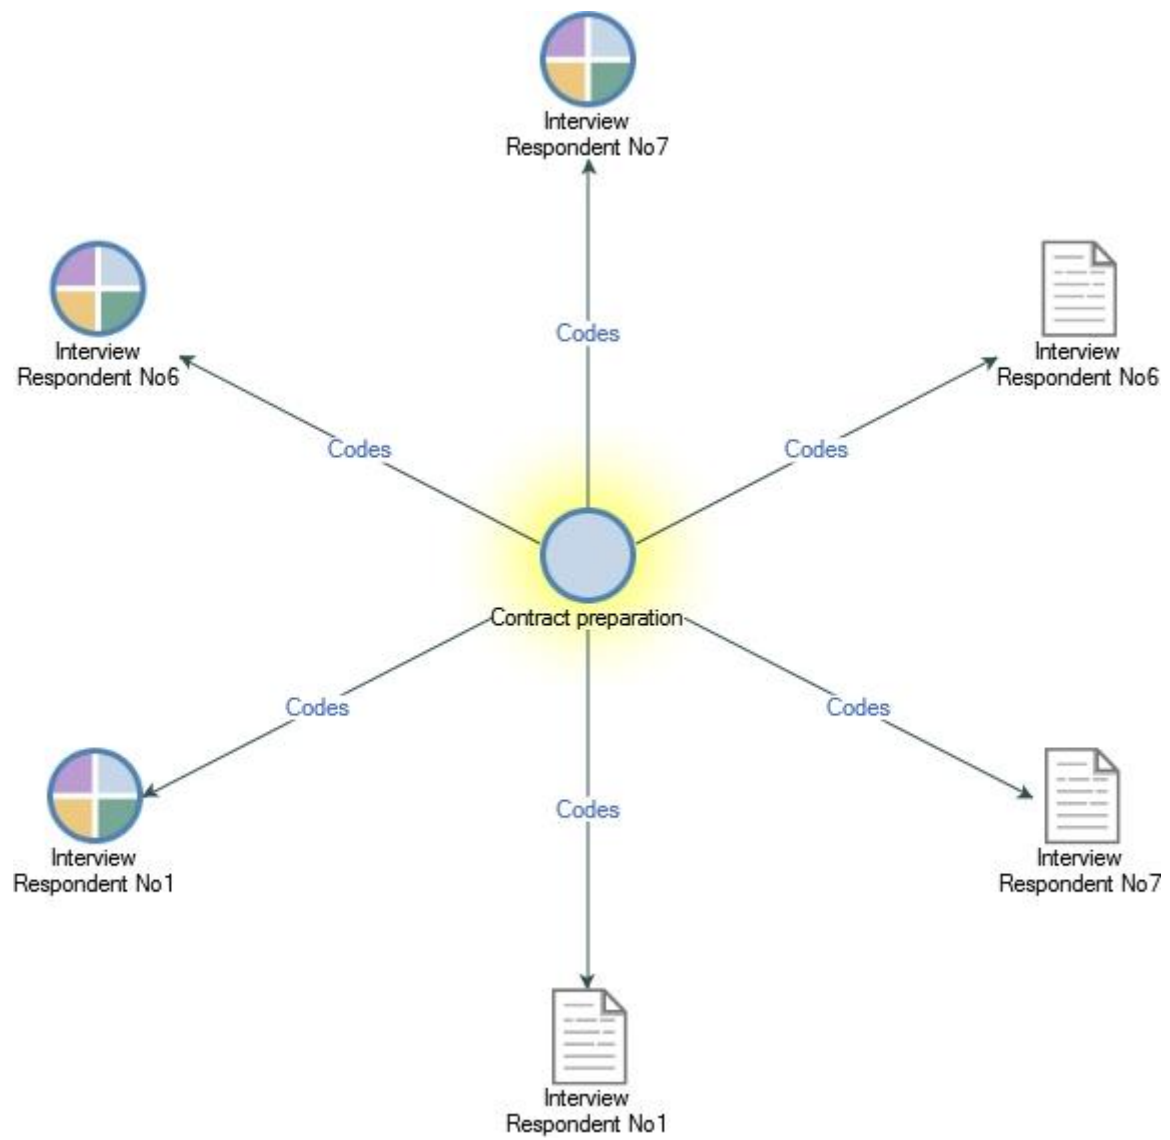 Interview
Respondent No7
Interview
Respondent No6
Interview
Respondent No6
Codes
Codes
Codes
Contract preparation
Codes
Codes
Codes
Interview
Respondent No1
Interview
Respondent No7
Interview
Respondent No1